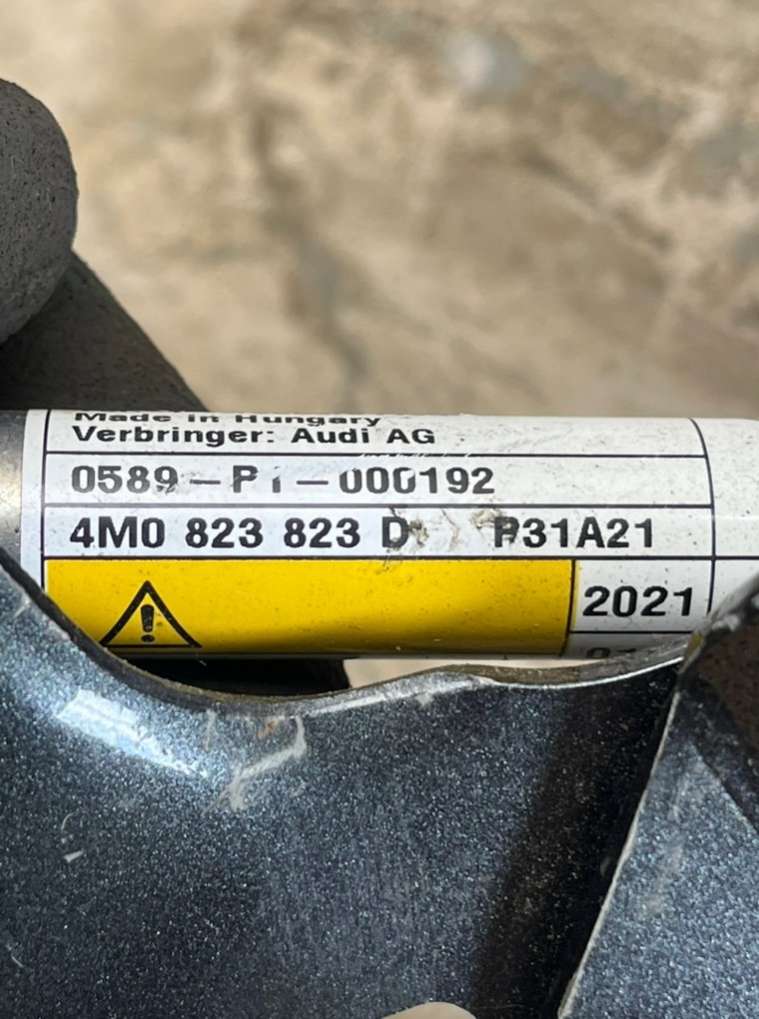 Made in Hungary
Verbringer: Audi AG
0589-P1-000192
4M0 823 823 D P31A21
2021